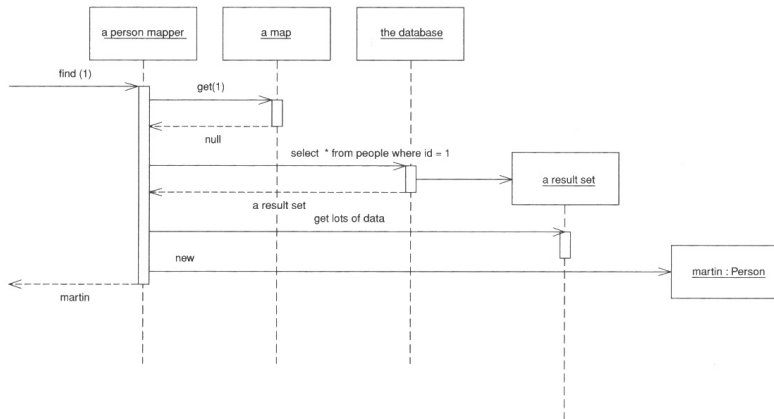 a person mapper
a map
the database
find (1)
get(1)
null
select * from people where id = 1
a result set
a result set
get lots of data
new
martin : Person
martin